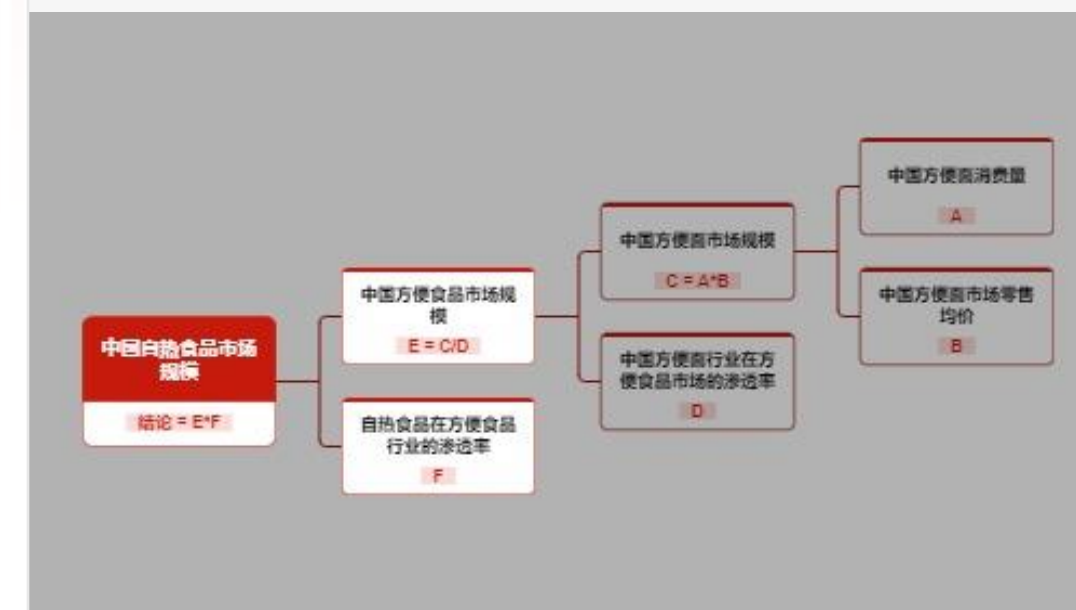 中国自热食品市场
规模
结论 = E*F
中国方便食品市场规
模
E = C/D
自热食品在方便食品
行业的渗透率
F
中国方便面市场规模
C = A*B
中国方便面行业在方
便食品市场的渗透率
D
中国方便面消费量
A
中国方便面市场零售
均价
B